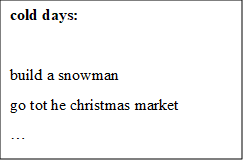 cold days:
build a snowman
go tot he christmas market
…